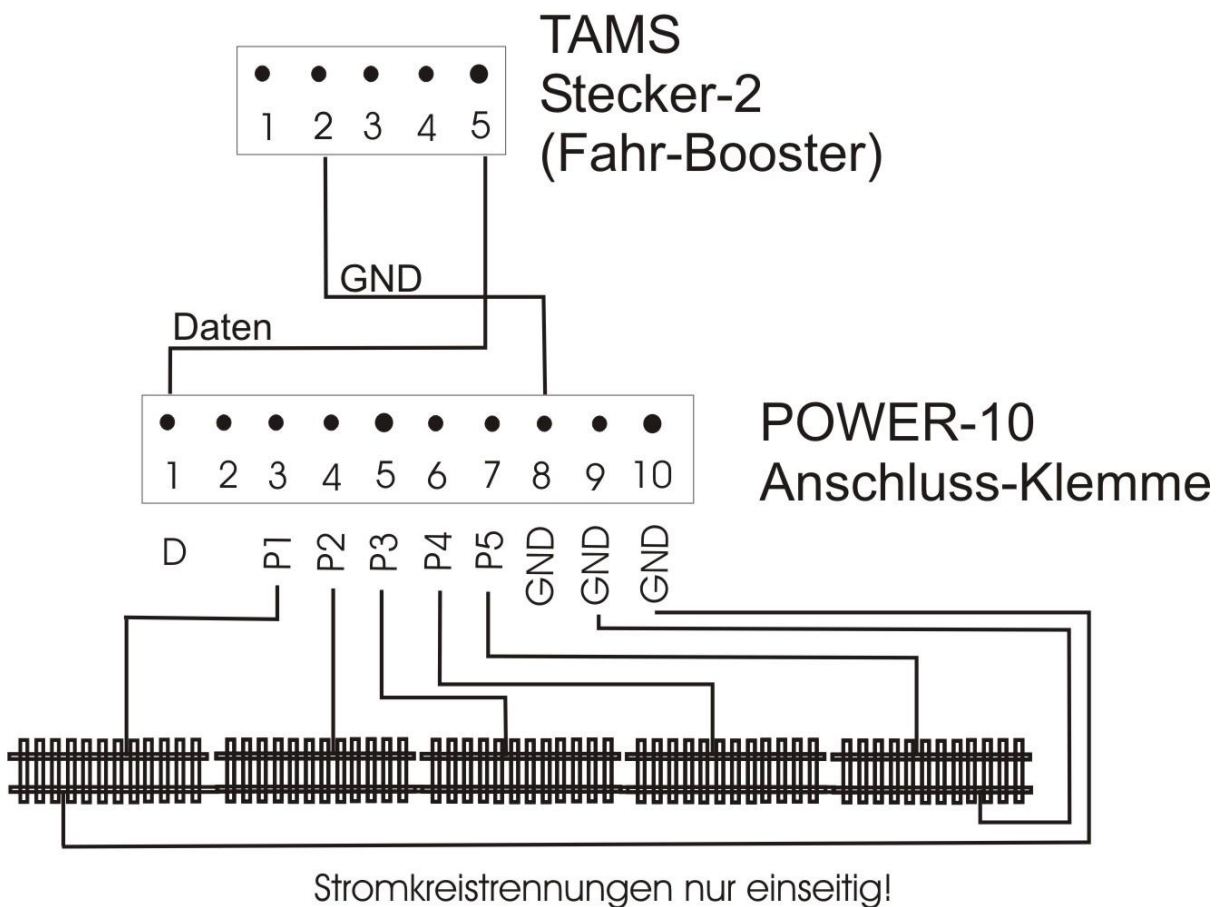 TAMS
Stecker-2
(Fahr-Booster)
1 2 3 4 5
GND
Daten
POWER-10
Anschluss-Klemme
1 2 3 4 5 6 7 8 9 10
D P1 P2 P3 P4 P5 GND GND GND
Stromkreistrennungen nur einseitig!